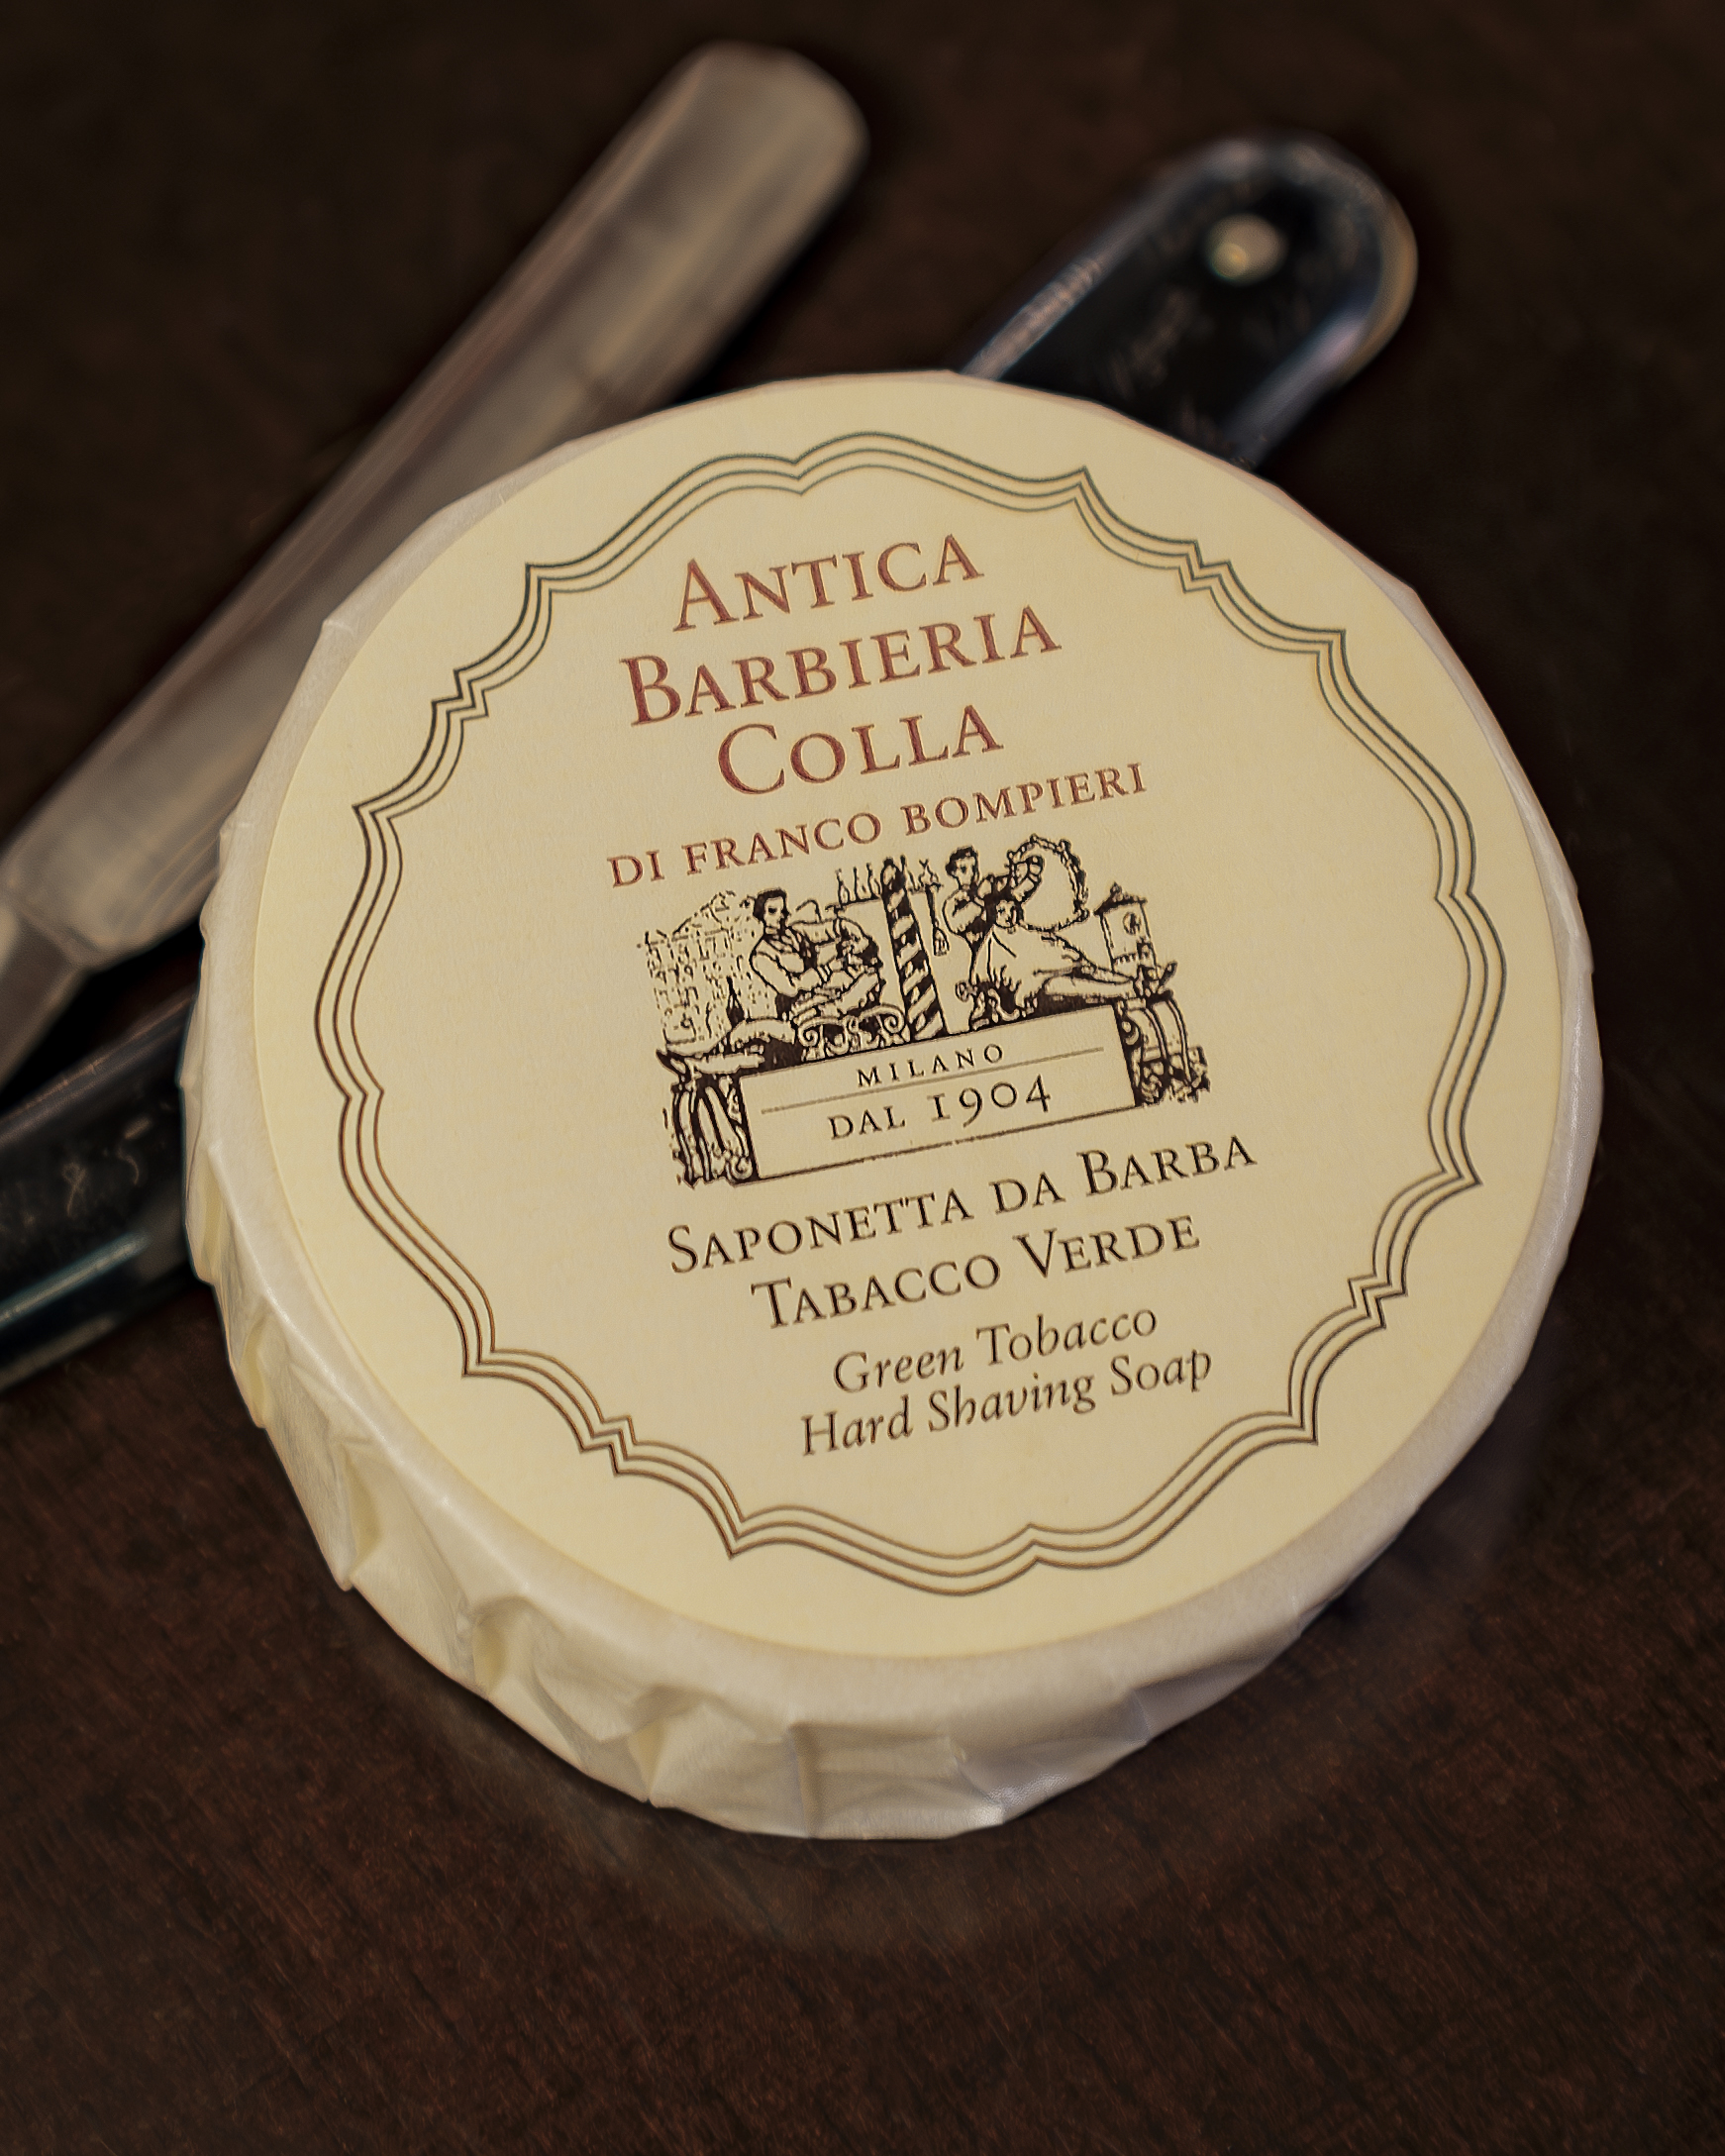 ANTICA
BARBIERIA
COLLA
DI FRANCO BOMPIERI
MILANO
DAL 1904
SAPONETTA DA BARBA
TABACCO VERDE
Green Tobacco
Hard Shaving Soap